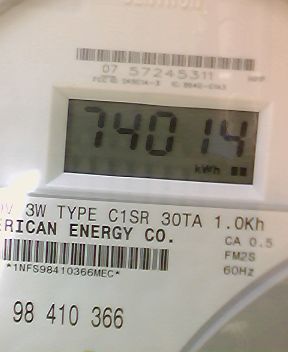 07 57245311
74014
kWh
3W TYPE C1SR 30TA 1.0Kh
ERICAN ENERGY CO.
CA 0.5
FM2S
60Hz
*1NFS98410366MEC*
98 410 366